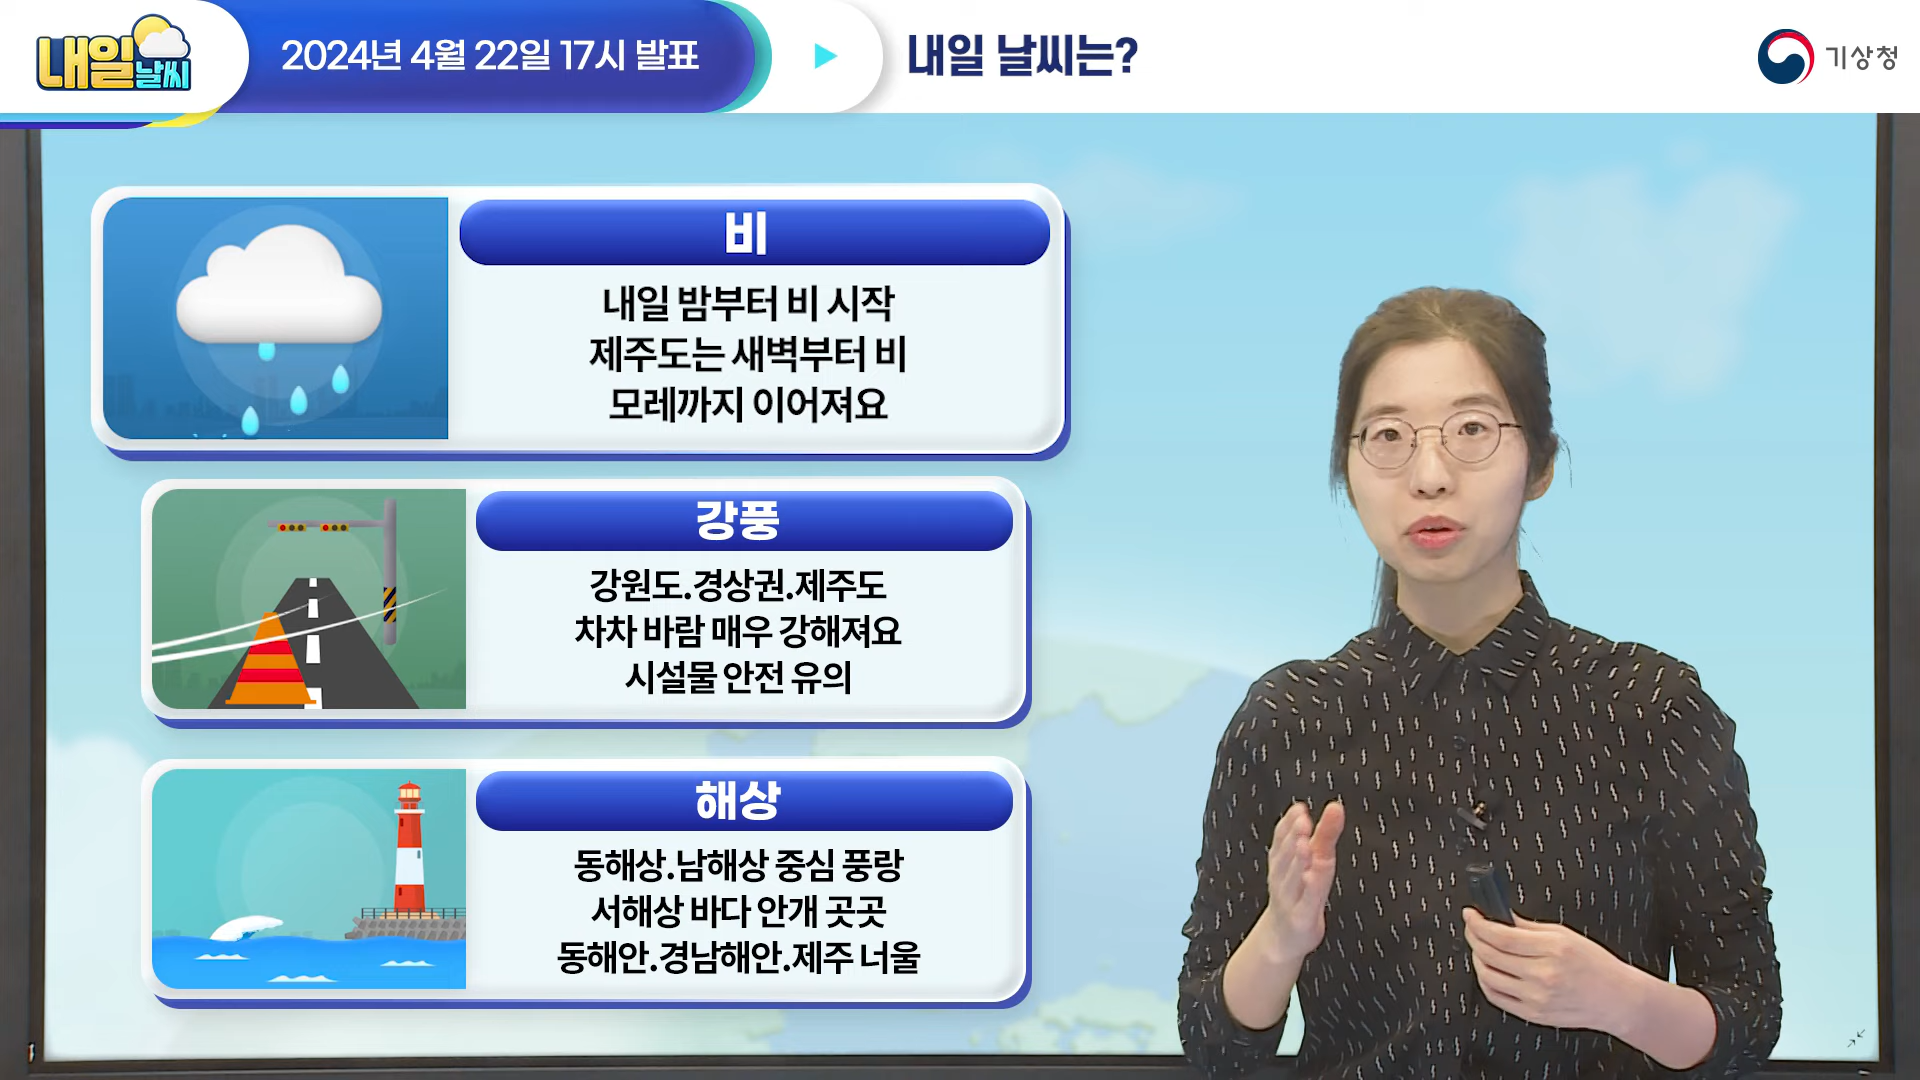 내일
날씨
2024년 4월 22일 17시 발표
내일 날씨는?
기상청
비
내일 밤부터 비 시작
제주도는 새벽부터 비
모레까지 이어져요
강풍
강원도.경상권.제주도
차차 바람 매우 강해져요
시설물 안전 유의
해상
동해상.남해상 중심 풍랑
서해상 바다 안개 곳곳
동해안.경남해안.제주 너울